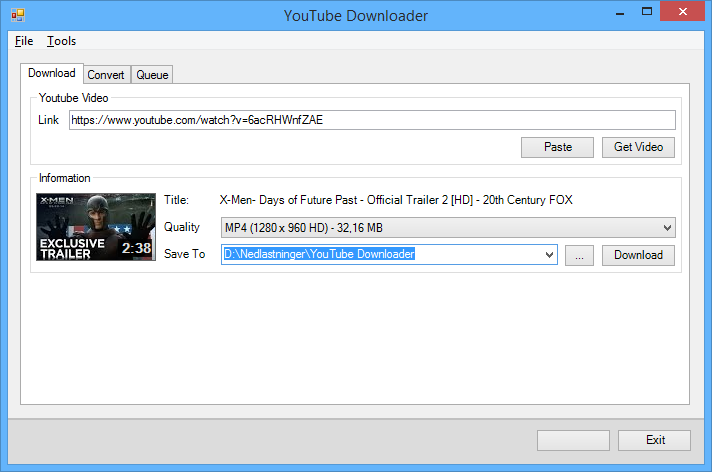 YouTube Downloader
File Tools
Download Convert Queue
Youtube Video
Link https://www.youtube.com/watch?v=6acRHWnfZAE
Paste Get Video
Information
X-MEN
EXCLUSIVE
TRAILER 2:38
Title: X-Men- Days of Future Past - Official Trailer 2 [HD] - 20th Century FOX
Quality MP4 (1280 x 960 HD) - 32,16 MB
Save To D:\Nedlastninger\YouTube Downloader ... Download
Exit